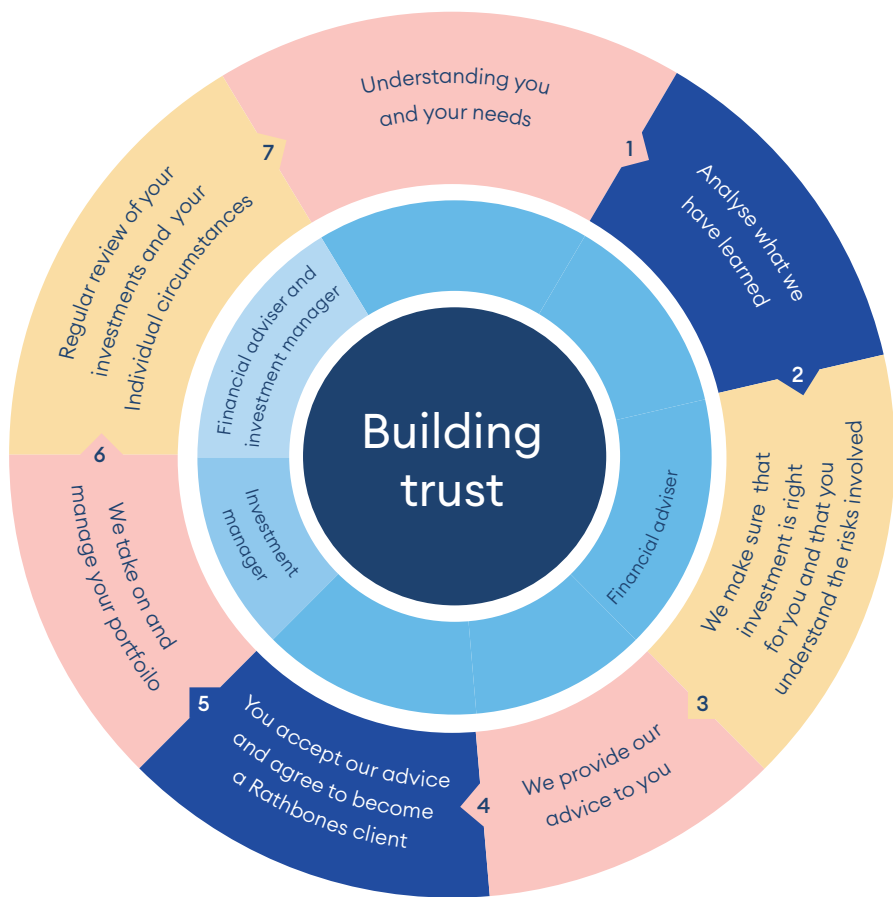 Understanding you
and your needs
1
Analyse what we
have learned
2
We make sure that
investment is right
for you and that you
understand the risks involved
3
We provide our
advice to you
4
You accept our advice
and agree to become
a Rathbones client
5
We take on and
manage your portfoilo
6
Regular review of your
investments and your
Individual circumstances
7
Financial adviser and
investment manager
Investment
manager
Financial adviser
Building
trust